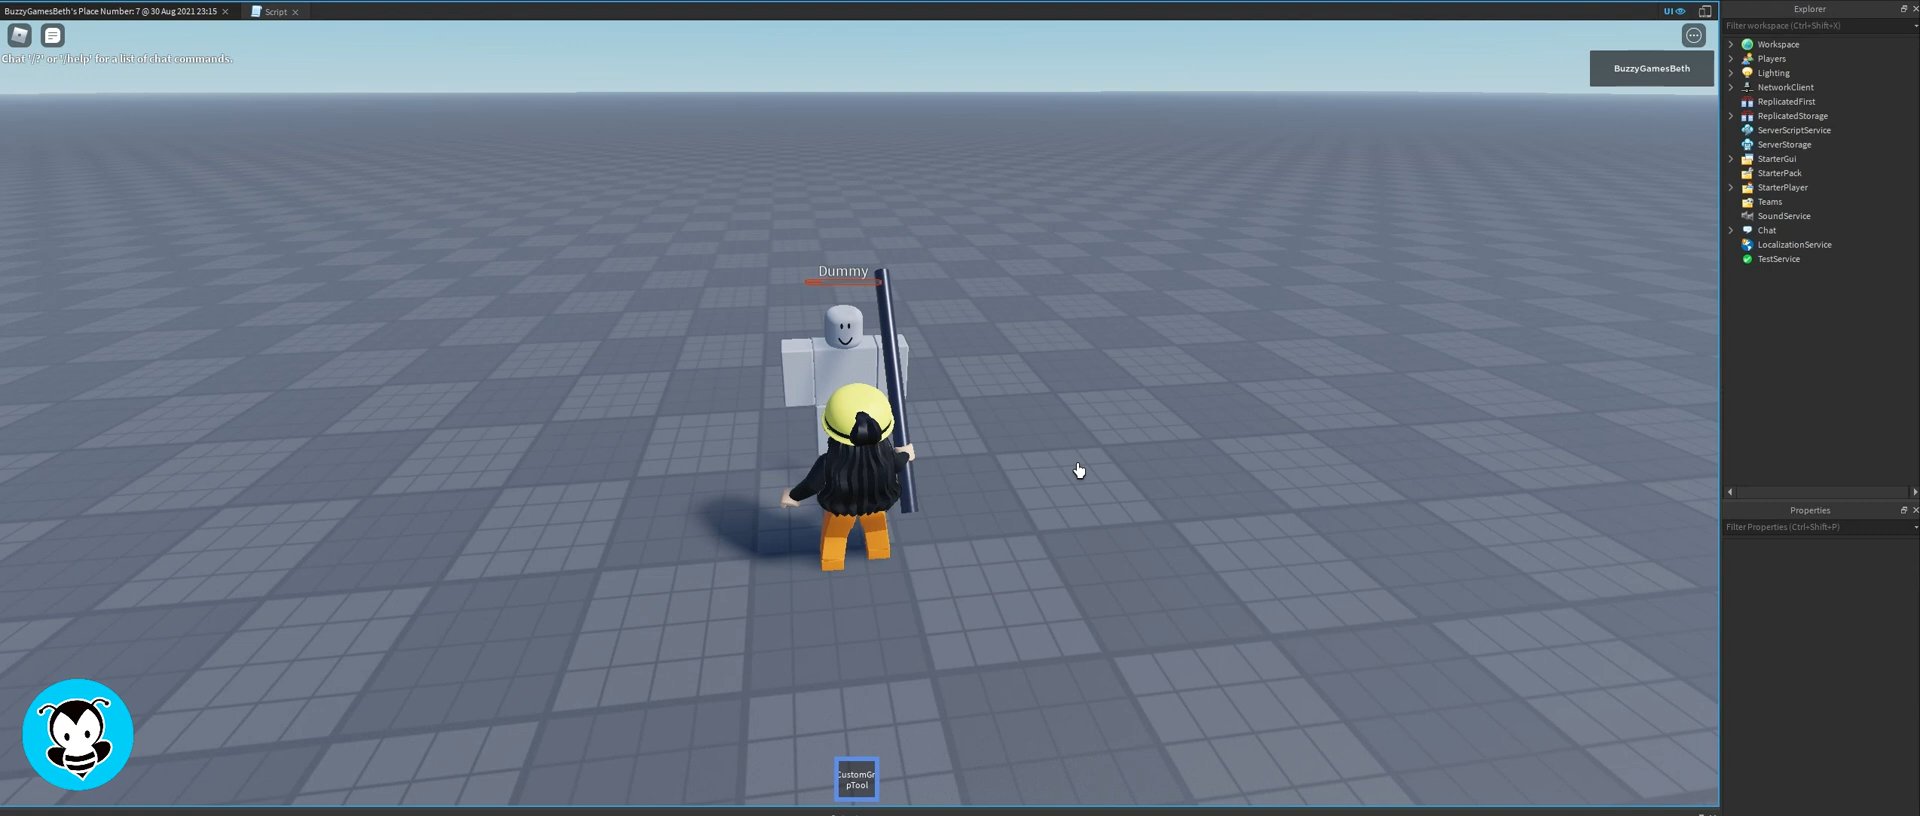 BuzzyGamesBeth's Place Number: 7 @ 30 Aug 2021 23:15
Script
UI
Chat '/?' or '/help' for a list of chat commands.
BuzzyGamesBeth
Dummy
CustomGri
pTool
Explorer
Filter workspace (Ctrl+Shift+X)
Workspace
Players
Lighting
NetworkClient
ReplicatedFirst
ReplicatedStorage
ServerScriptService
ServerStorage
StarterGui
StarterPack
StarterPlayer
Teams
SoundService
Chat
LocalizationService
TestService
Properties
Filter Properties (Ctrl+Shift+P)